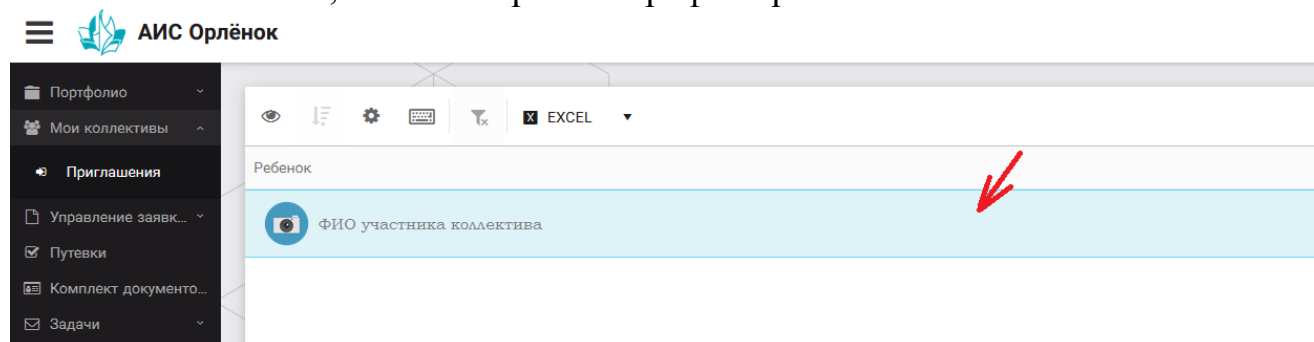 АИС Орлёнок
Портфолио
Мои коллективы
Приглашения
Управление заявк...
Путевки
Комплект документо...
Задачи
X EXCEL
Ребенок
ФИО участника коллектива